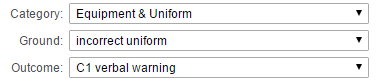 Category: Equipment & Uniform
Ground: incorrect uniform
Outcome: C1 verbal warning